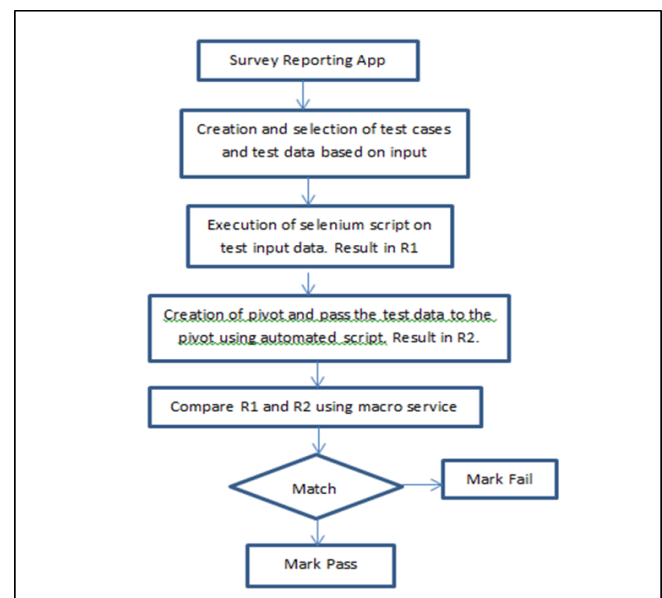 Survey Reporting App
Creation and selection of test cases
and test data based on input
Execution of selenium script on
test input data. Result in R1
Creation of pivot and pass the test data to the
pivot using automated script. Result in R2.
Compare R1 and R2 using macro service
Match
Mark Fail
Mark Pass